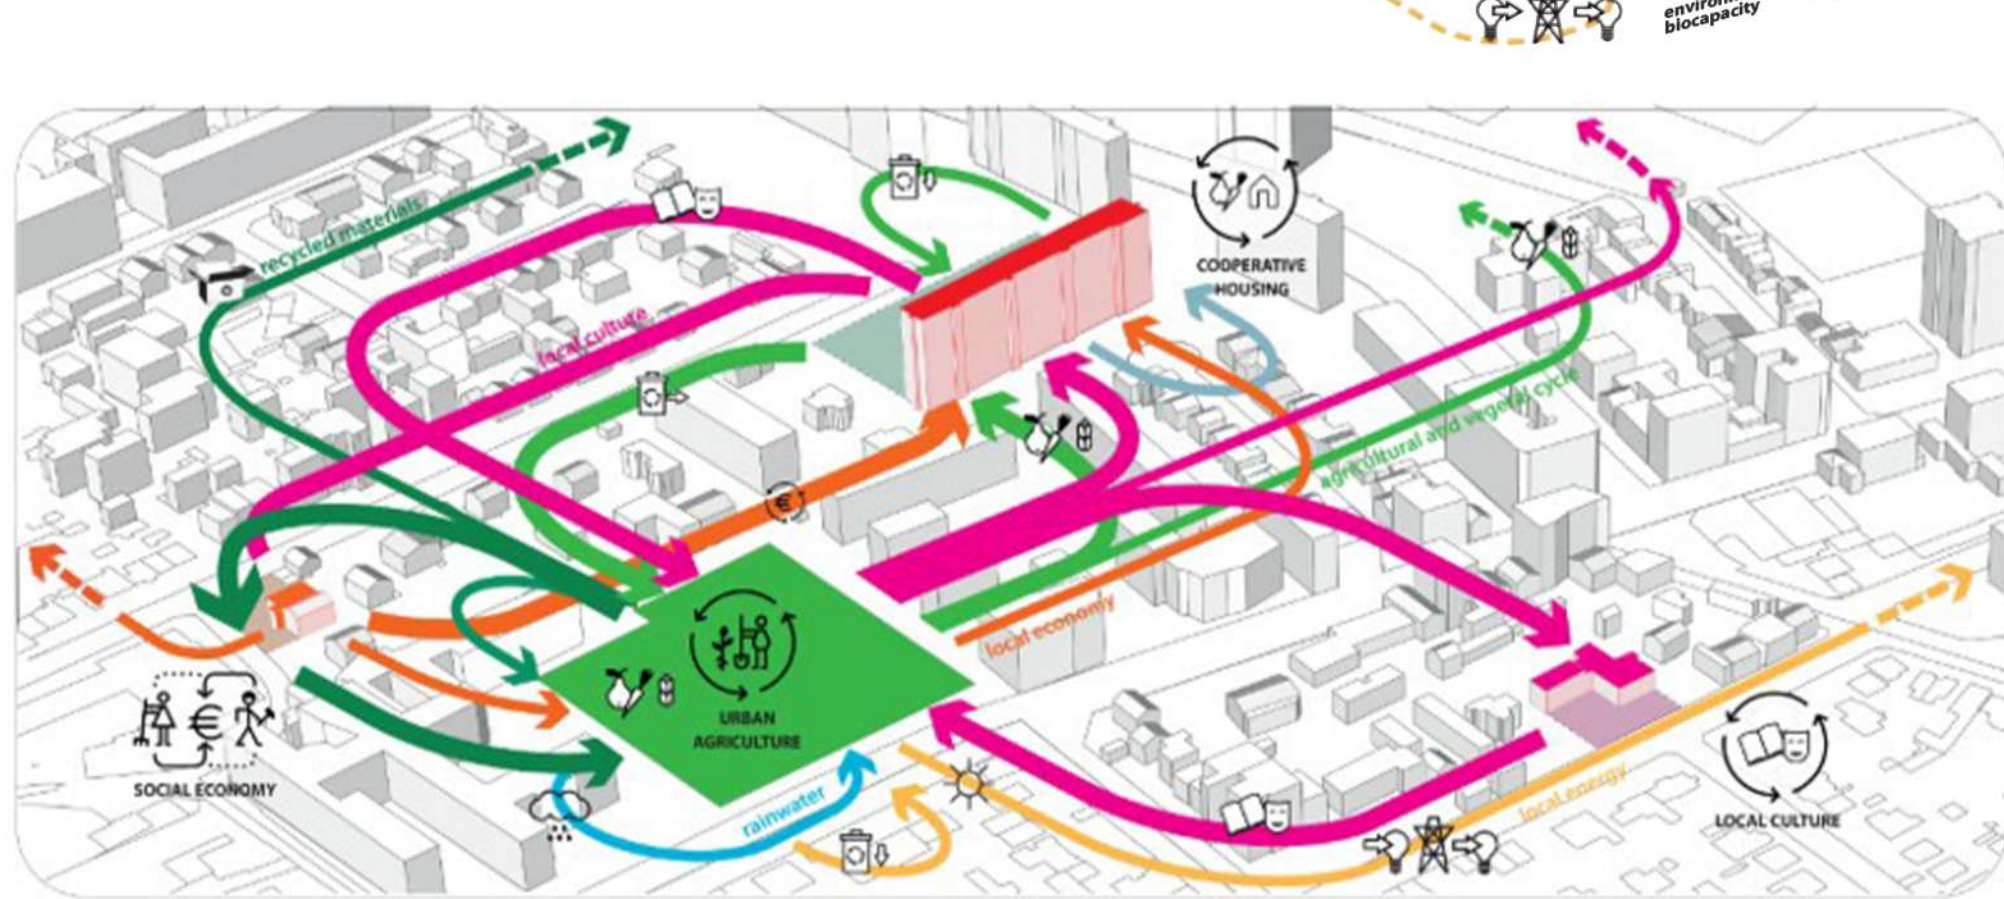 biocapacity
recycled materials
local culture
COOPERATIVE
HOUSING
agricultural and vegetal cycle
€
local economy
URBAN
AGRICULTURE
€
SOCIAL ECONOMY
rainwater
local energy
LOCAL CULTURE